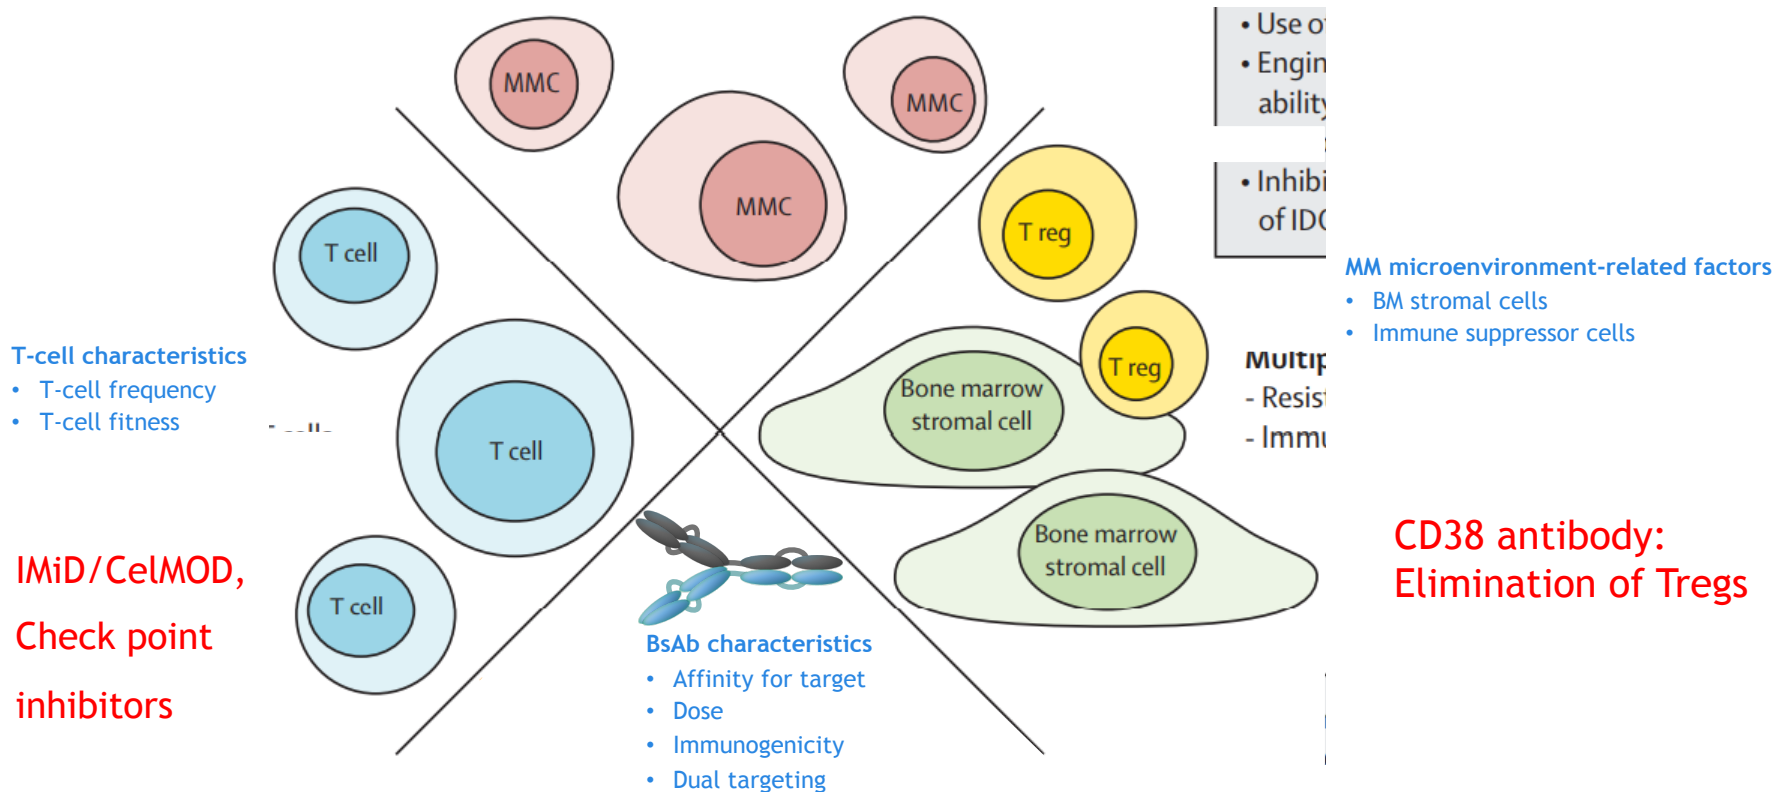 MMC
MMC
MMC
T cell
T cell
T cell
T reg
T reg
Bone marrow
stromal cell
Bone marrow
stromal cell
• Use
•
•
of
MM microenvironment-related factors
• BM stromal cells
• Immune suppressor cells
T-cell characteristics
• T-cell frequency
• T-cell fitness
-
-
IMiD/CelMOD,
Check point
inhibitors
BsAb characteristics
• Affinity for target
• Dose
• Immunogenicity
• Dual targeting
CD38 antibody:
Elimination of Tregs